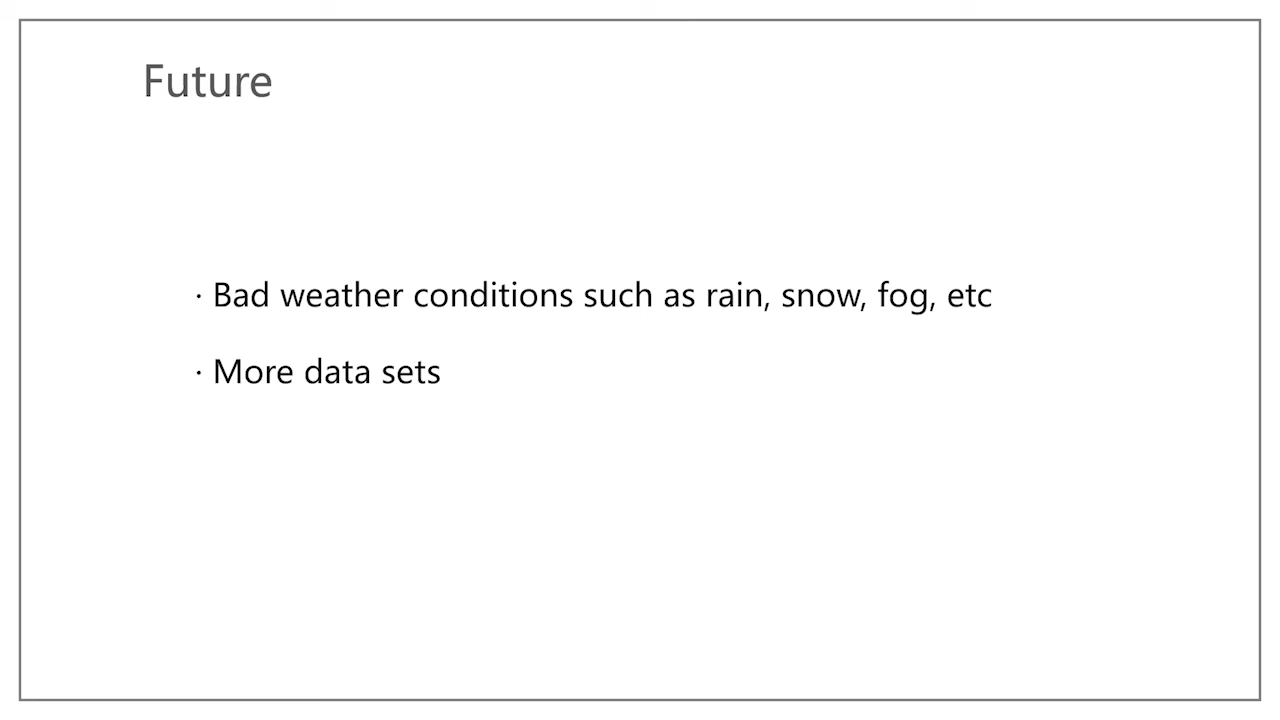 Future
· Bad weather conditions such as rain, snow, fog, etc
· More data sets